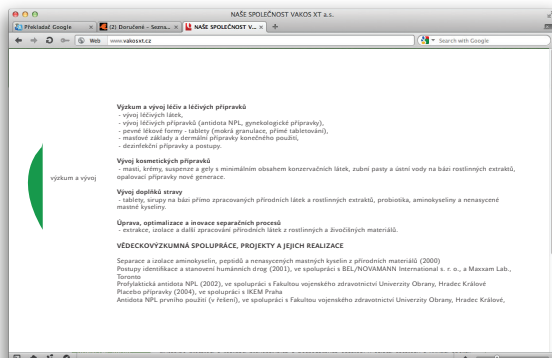 NAŠE SPOLEČNOST VAKOS XT a.s.
Překladač Google
Doručené – Sezna...
NAŠE SPOLEČNOST V...
Web www.vakosxt.cz
Search with Google
Výzkum a vývoj léčiv a léčivých přípravků
- vývoj léčivých látek,
- vývoj léčivých přípravků (antidota NPL, gynekologické přípravky),
- pevné lékové formy - tablety (mokrá granulace, přímé tabletování),
- masťové základy a dermální přípravky konečného použití,
- dezinfekční přípravky a postupy.
Vývoj kosmetických přípravků
- masti, krémy, suspenze a gely s minimálním obsahem konzervačních látek, zubní pasty a ústní vody na bázi rostlinných extraktů,
opalovací přípravky nové generace.
výzkum a vývoj
Vývoj doplňků stravy
- tablety, sirupy na bázi přímo zpracovaných přírodních látek a rostlinných extraktů, probiotika, aminokyseliny a nenasycené
mastné kyseliny.
Úprava, optimalizace a inovace separačních procesů
- extrakce, izolace a další zpracování přírodních látek z rostlinných a živočišných materiálů.
VĚDECKOVÝZKUMNÁ SPOLUPRÁCE, PROJEKTY A JEJICH REALIZACE
Separace a izolace aminokyselin, peptidů a nenasycených mastných kyselin z přírodních materiálů (2000)
Postupy identifikace a stanovení humánních drog (2001), ve spolupráci s BEL/NOVAMANN International s. r. o., a Maxxam Lab.,
Toronto
Profylaktická antidota NPL (2002), ve spolupráci s Fakultou vojenského zdravotnictví Univerzity Obrany, Hradec Králové
Placebo přípravky (2004), ve spolupráci s IKEM Praha
Antidota NPL prvního použití (v řešení), ve spolupráci s Fakultou vojenského zdravotnictví Univerzity Obrany, Hradec Králové,